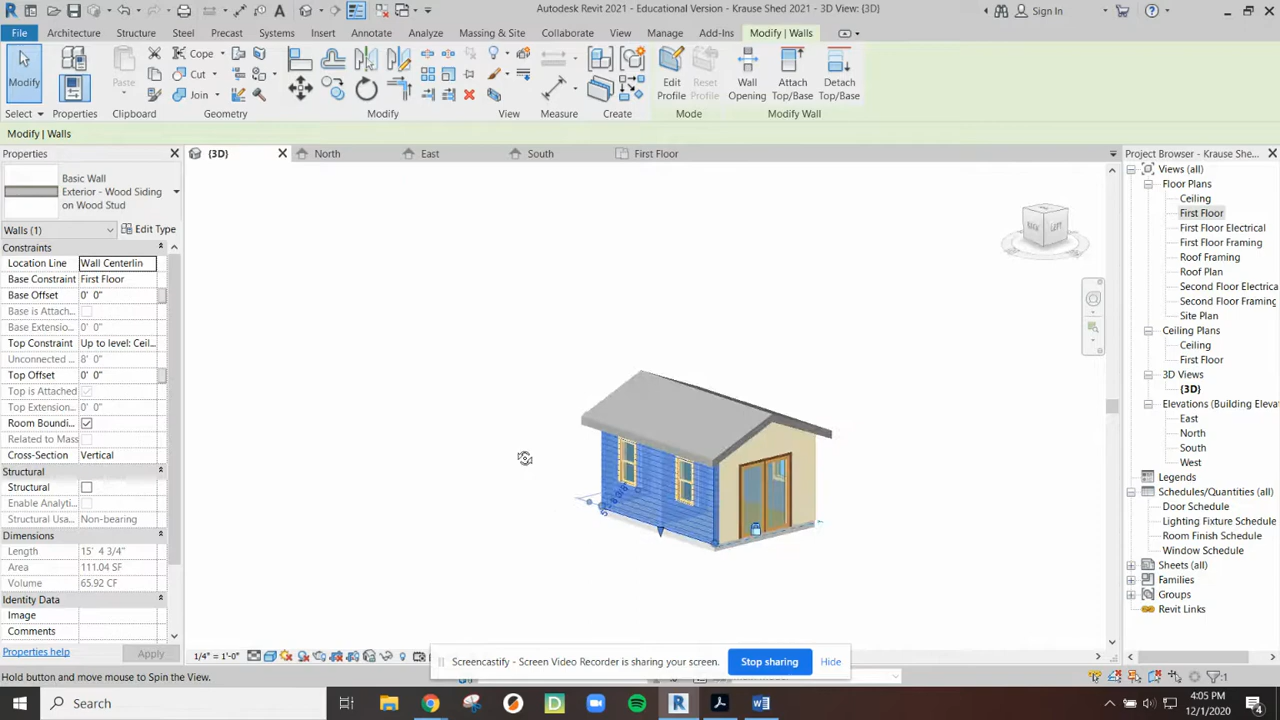 Autodesk Revit 2021 - Educational Version - Krause Shed 2021 - 3D View: {3D}
Sign In
File
Architecture
Structure
Steel
Precast
Systems
Insert
Annotate
Analyze
Massing & Site
Collaborate
View
Manage
Add-Ins
Modify | Walls
Modify
Paste
Cope
Cut
Join
Edit Profile
Reset Profile
Wall Opening
Attach Top/Base
Detach Top/Base
Select
Properties
Clipboard
Geometry
Modify
View
Measure
Create
Mode
Modify Wall
Modify | Walls
Properties
{3D}
North
East
South
First Floor
Project Browser - Krause She...
Basic Wall
Exterior - Wood Siding
on Wood Stud
Walls (1)
Edit Type
Constraints
Location Line Wall Centerlin
Base Constraint First Floor
Base Offset 0' 0"
Base is Attach...
Base Extensio... 0' 0"
Top Constraint Up to level: Ceil...
Unconnected ... 8' 0"
Top Offset 0' 0"
Top is Attached
Top Extension... 0' 0"
Room Boundi...
Related to Mass
Cross-Section Vertical
Structural
Structural
Enable Analyti...
Structural Usa... Non-bearing
Dimensions
Length 15' 4 3/4"
Area 111.04 SF
Volume 65.92 CF
Identity Data
Image
Comments
Properties help
Apply
BACK
LEFT
Views (all)
Floor Plans
Ceiling
First Floor
First Floor Electrical
First Floor Framing
Roof Framing
Roof Plan
Second Floor Electrica
Second Floor Framing
Site Plan
Ceiling Plans
Ceiling
First Floor
3D Views
{3D}
Elevations (Building Eleva
East
North
South
West
Legends
Schedules/Quantities (all)
Door Schedule
Lighting Fixture Schedule
Room Finish Schedule
Window Schedule
Sheets (all)
Families
Groups
Revit Links
1/4" = 1'-0"
Screencastify - Screen Video Recorder is sharing your screen.
Stop sharing
Hide
Hold button and move mouse to Spin the View.
:1
Search
4:05 PM
12/1/2020
4